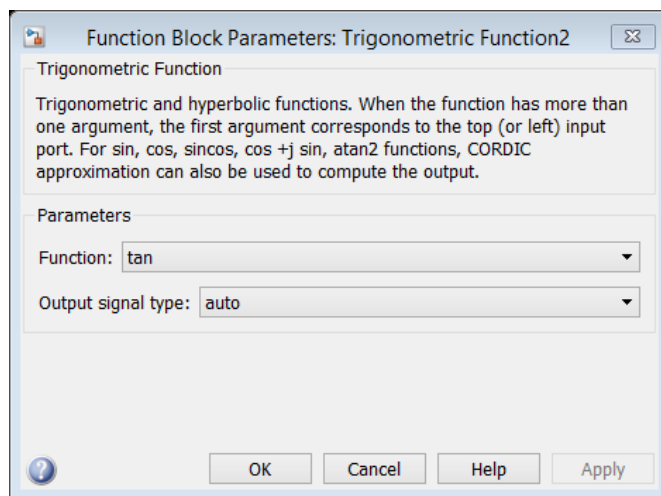 Function Block Parameters: Trigonometric Function2
Trigonometric Function
Trigonometric and hyperbolic functions. When the function has more than
one argument, the first argument corresponds to the top (or left) input
port. For sin, cos, sincos, cos +j sin, atan2 functions, CORDIC
approximation can also be used to compute the output.
Parameters
Function: tan
Output signal type: auto
? OK Cancel Help Apply